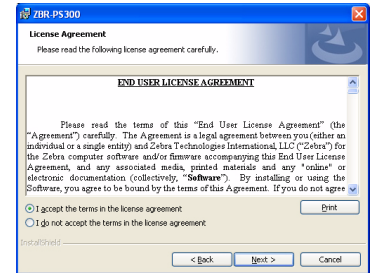 ZBR-PS300
License Agreement
Please read the following license agreement carefully.
END USER LICENSE AGREEMENT
Please read the terms of this “End User License Agreement” (the
“Agreement”) carefully. The Agreement is a legal agreement between you (either an
individual or a single entity) and Zebra Technologies International, LLC (“Zebra”) for
the Zebra computer software and/or firmware accompanying this End User License
Agreement, and any associated media, printed materials and any "online" or
electronic documentation (collectively, “Software”). By installing or using the
Software, you agree to be bound by the terms of this Agreement. If you do not agree
I accept the terms in the license agreement
Print
I do not accept the terms in the license agreement
InstallShield
< Back
Next >
Cancel